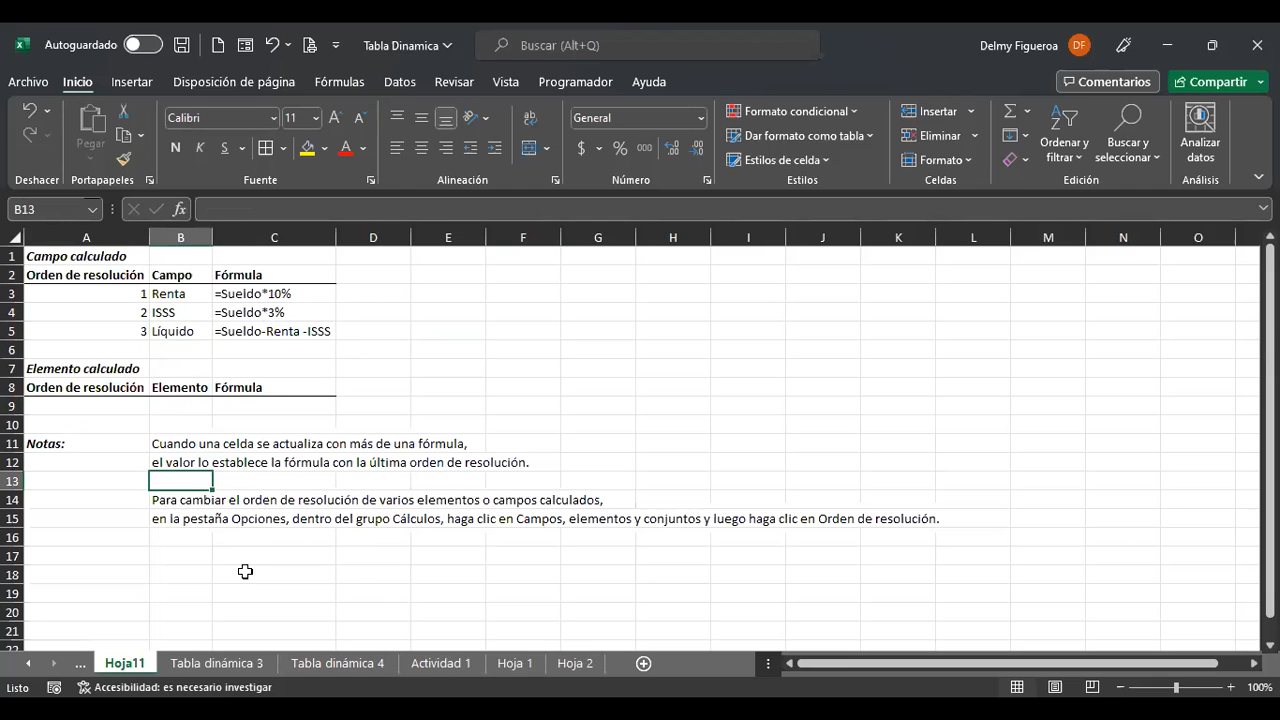 Autoguardado
Tabla Dinamica
Buscar (Alt+Q)
Delmy Figueroa
DF
Archivo Inicio Insertar Disposición de página Fórmulas Datos Revisar Vista Programador Ayuda
Comentarios
Compartir
Pegar
Calibri
11
N K S
General
$ % 000
Formato condicional
Dar formato como tabla
Estilos de celda
Insertar
Eliminar
Formato
Ordenar y filtrar
Buscar y seleccionar
Analizar datos
Deshacer Portapapeles Fuente Alineación Número Estilos Celdas Edición Análisis
B13
fx
A B C D E F G H I J K L M N O
1 Campo calculado
2 Orden de resolución Campo Fórmula
3 1 Renta =Sueldo*10%
4 2 ISSS =Sueldo*3%
5 3 Líquido =Sueldo-Renta -ISSS
6
7 Elemento calculado
8 Orden de resolución Elemento Fórmula
9
10
11 Notas: Cuando una celda se actualiza con más de una fórmula,
12 el valor lo establece la fórmula con la última orden de resolución.
13
14 Para cambiar el orden de resolución de varios elementos o campos calculados,
15 en la pestaña Opciones, dentro del grupo Cálculos, haga clic en Campos, elementos y conjuntos y luego haga clic en Orden de resolución.
16
17
18
19
20
21
22
... Hoja11 Tabla dinámica 3 Tabla dinámica 4 Actividad 1 Hoja 1 Hoja 2
Listo
Accesibilidad: es necesario investigar
100%